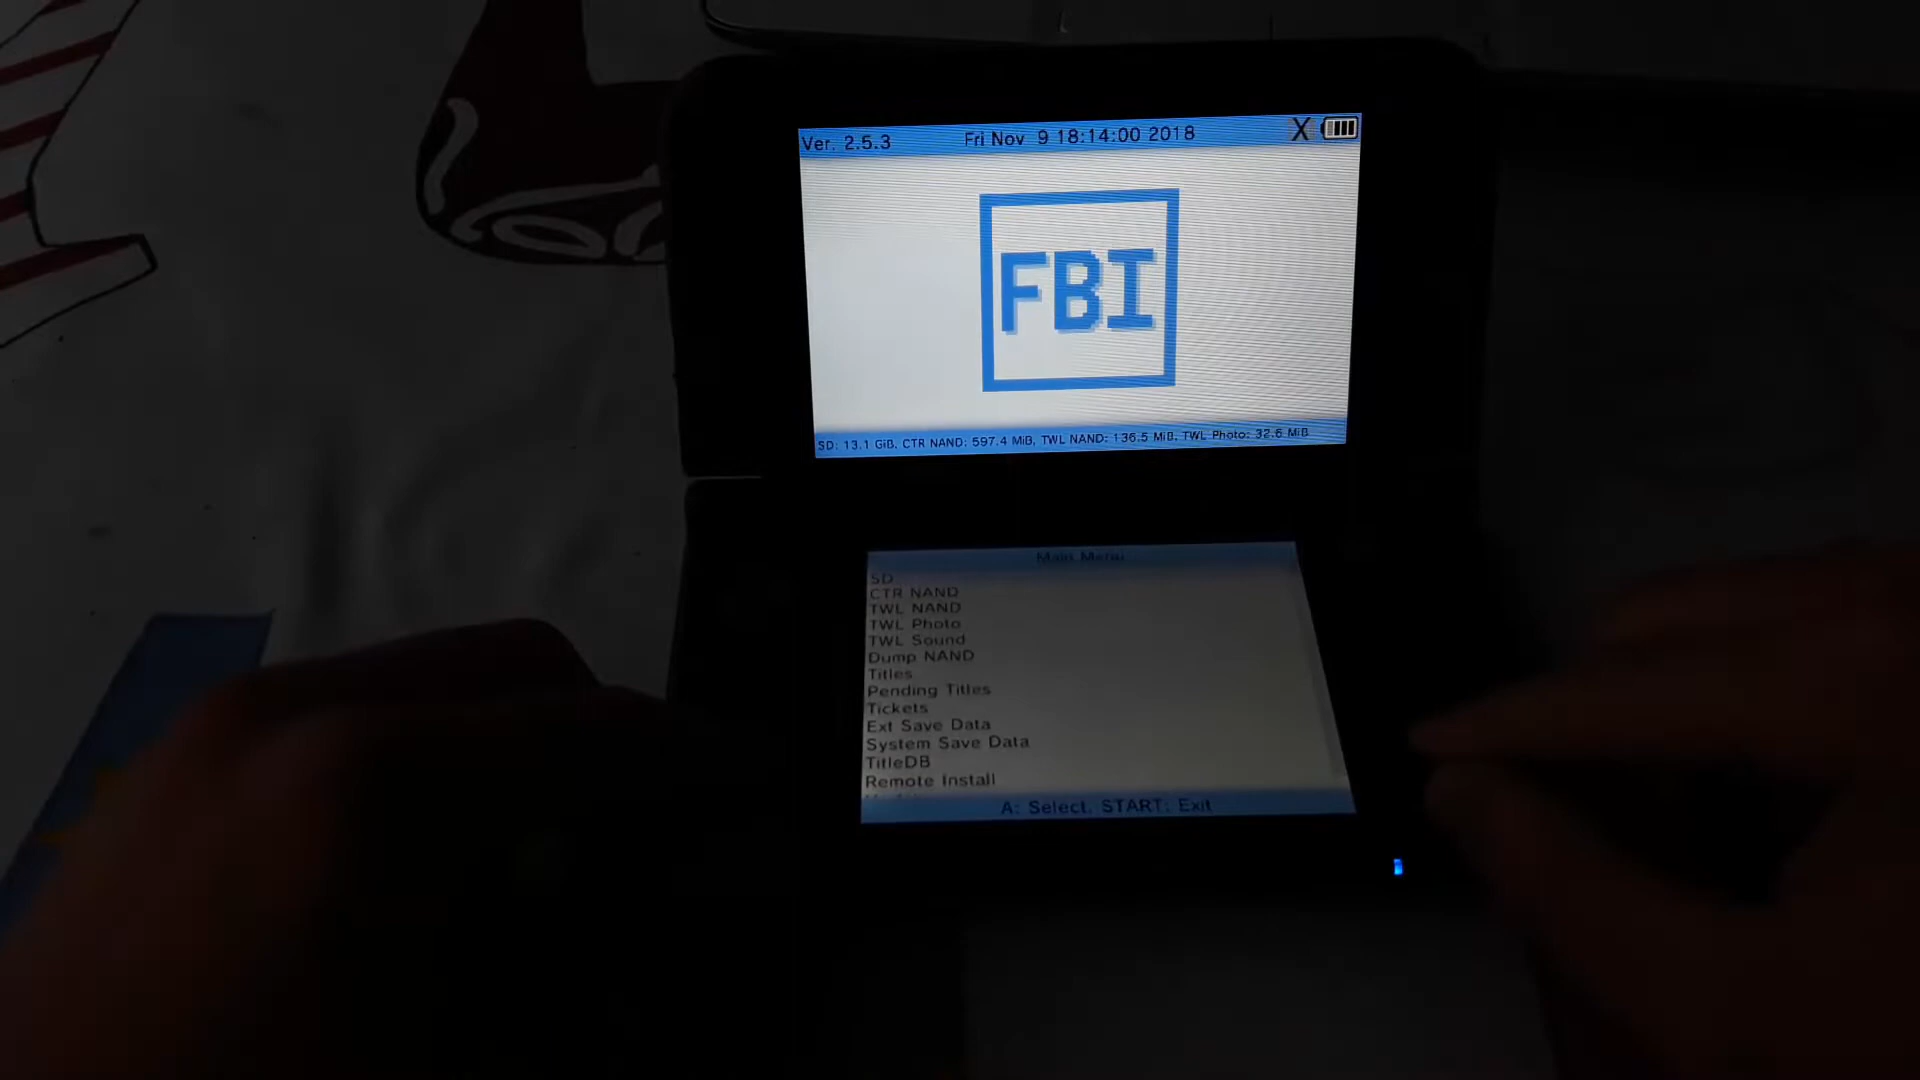 Ver. 2.5.3
Fri Nov 9 18:14:00 2018
X
FBI
SD: 13.1 GiB, CTR NAND: 597.4 MiB, TWL NAND: 136.5 MiB, TWL Photo: 32.6 MiB
Main Menu
SD
CTR NAND
TWL NAND
TWL Photo
TWL Sound
Dump NAND
Titles
Pending Titles
Tickets
Ext Save Data
System Save Data
TitleDB
Remote Install
A: Select, START: Exit